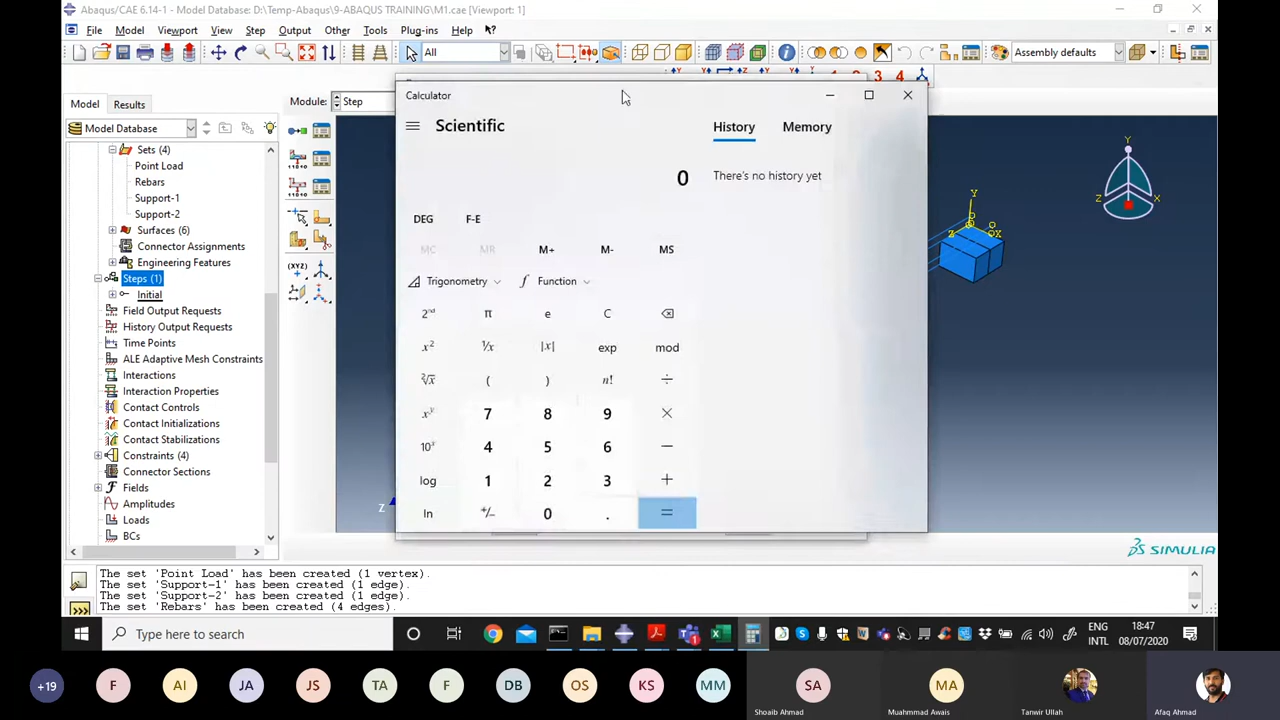 Abaqus/CAE 6.14-1 - Model Database: D:\Temp-Abaqus\9-ABAQUS TRAINING\M1.cae [Viewport: 1]
File Model Viewport View Step Output Other Tools Plug-ins Help
All
Assembly defaults
1 2 3 4
Model Results
Module: Step
Model Database
Sets (4)
Point Load
Rebars
Support-1
Support-2
Surfaces (6)
Connector Assignments
Engineering Features
Steps (1)
Initial
Field Output Requests
History Output Requests
Time Points
ALE Adaptive Mesh Constraints
Interactions
Interaction Properties
Contact Controls
Contact Initializations
Contact Stabilizations
Constraints (4)
Connector Sections
Fields
Amplitudes
Loads
BCs
(XYZ)
Calculator
Scientific
History Memory
0
There's no history yet
DEG F-E
MC MR M+ M- MS
Trigonometry Function
2ⁿᵈ π e C
x² ¹/x |x| exp mod
²√x ( ) n! ÷
xʸ 7 8 9 ×
10ˣ 4 5 6 −
log 1 2 3 +
ln +/− 0 . =
Y
Z X
Y
Z X
Z
SIMULIA
The set 'Point Load' has been created (1 vertex).
The set 'Support-1' has been created (1 edge).
The set 'Support-2' has been created (1 edge).
The set 'Rebars' has been created (4 edges).
>>>
Type here to search
ENG
INTL
18:47
08/07/2020
+19 F AI JA JS TA F DB OS KS MM SA MA
Shoaib Ahmad Muahmmad Awais Tanwir Ullah Afaq Ahmad